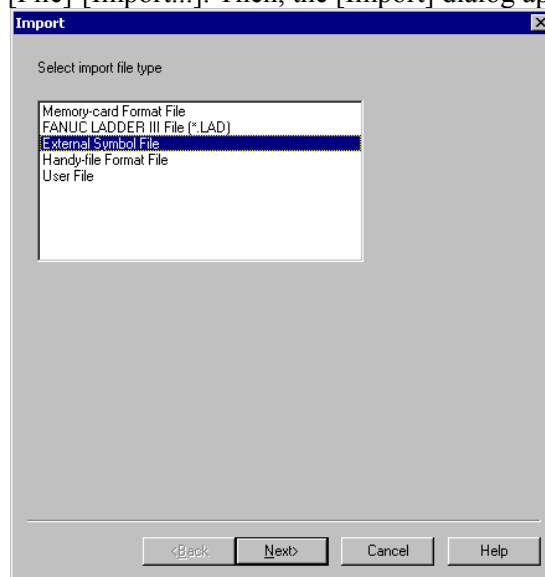 [File]-[Import...]. Then, the [Import] dialog ap
Import
Select import file type
Memory-card Format File
FANUC LADDER III File (*.LAD)
External Symbol File
Handy-file Format File
User File
<Back
Next>
Cancel
Help